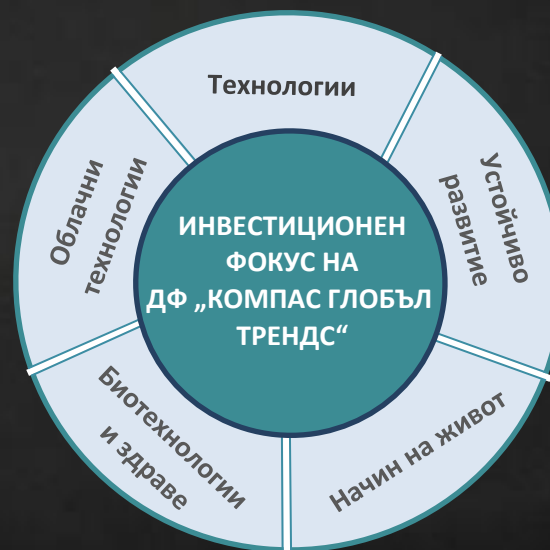 Технологии
Устойчиво
развитие
Начин на живот
Биотехнологии
и здраве
Облачни
технологии
ИНВЕСТИЦИОНЕН
ФОКУС НА
ДФ „КОМПАС ГЛОБЪЛ
ТРЕНДС“